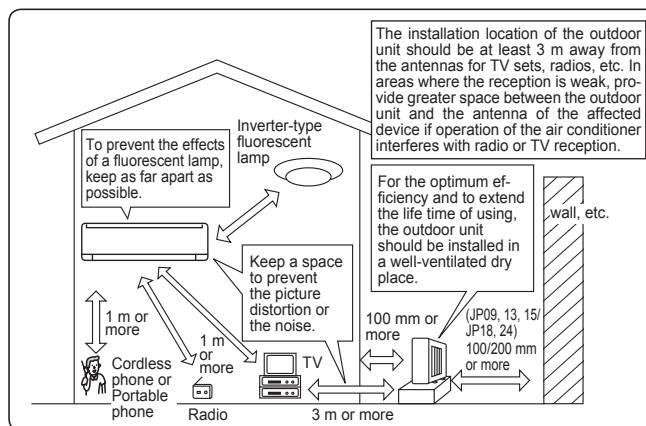 The installation location of the outdoor
unit should be at least 3 m away from
the antennas for TV sets, radios, etc. In
areas where the reception is weak, pro-
vide greater space between the outdoor
unit and the antenna of the affected
device if operation of the air conditioner
interferes with radio or TV reception.
To prevent the effects
of a fluorescent lamp,
keep as far apart as
possible.
Inverter-type
fluorescent
lamp
For the optimum ef-
ficiency and to extend
the life time of using,
the outdoor unit
should be installed in
a well-ventilated dry
place.
wall, etc.
Keep a space
to prevent
the picture
distortion or
the noise.
1 m or
more
Cordless
phone or
Portable
phone
1 m
or
more
Radio
TV
3 m or more
100 mm or
more
(JP09, 13, 15/
JP18, 24)
100/200 mm
or more